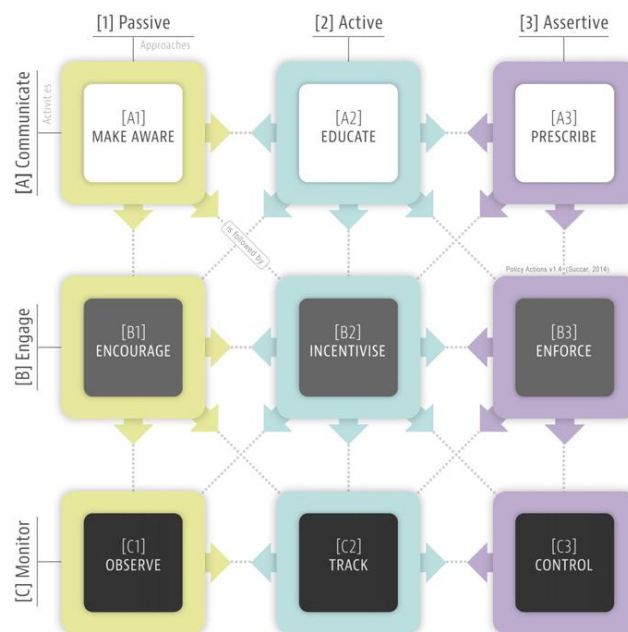 [1] Passive
[2] Active
[3] Assertive
Approaches
Activities
[A] Communicate
[A1]
MAKE AWARE
[A2]
EDUCATE
[A3]
PRESCRIBE
is followed by
Policy Actions v1.4 (Succar, 2014)
[B] Engage
[B1]
ENCOURAGE
[B2]
INCENTIVISE
[B3]
ENFORCE
[C] Monitor
[C1]
OBSERVE
[C2]
TRACK
[C3]
CONTROL